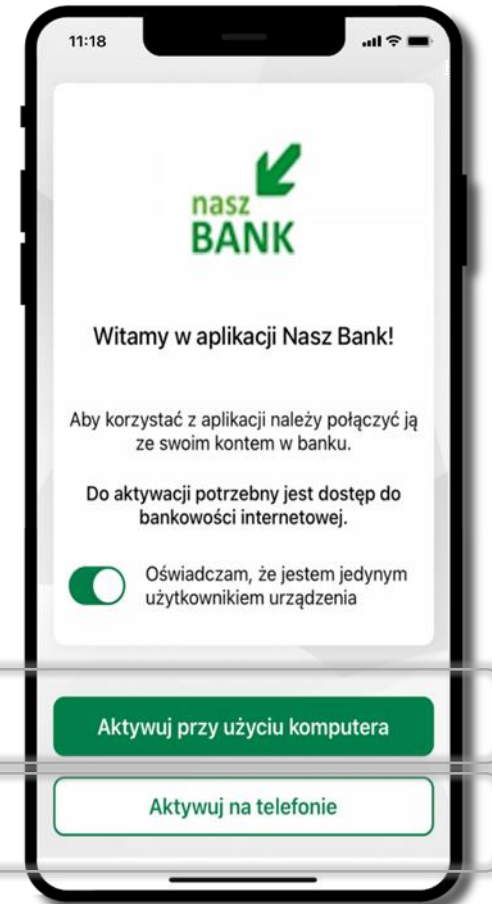 11:18
nasz
BANK
Witamy w aplikacji Nasz Bank!
Aby korzystać z aplikacji należy połączyć ją
ze swoim kontem w banku.
Do aktywacji potrzebny jest dostęp do
bankowości internetowej.
Oświadczam, że jestem jedynym
użytkownikiem urządzenia
Aktywuj przy użyciu komputera
Aktywuj na telefonie